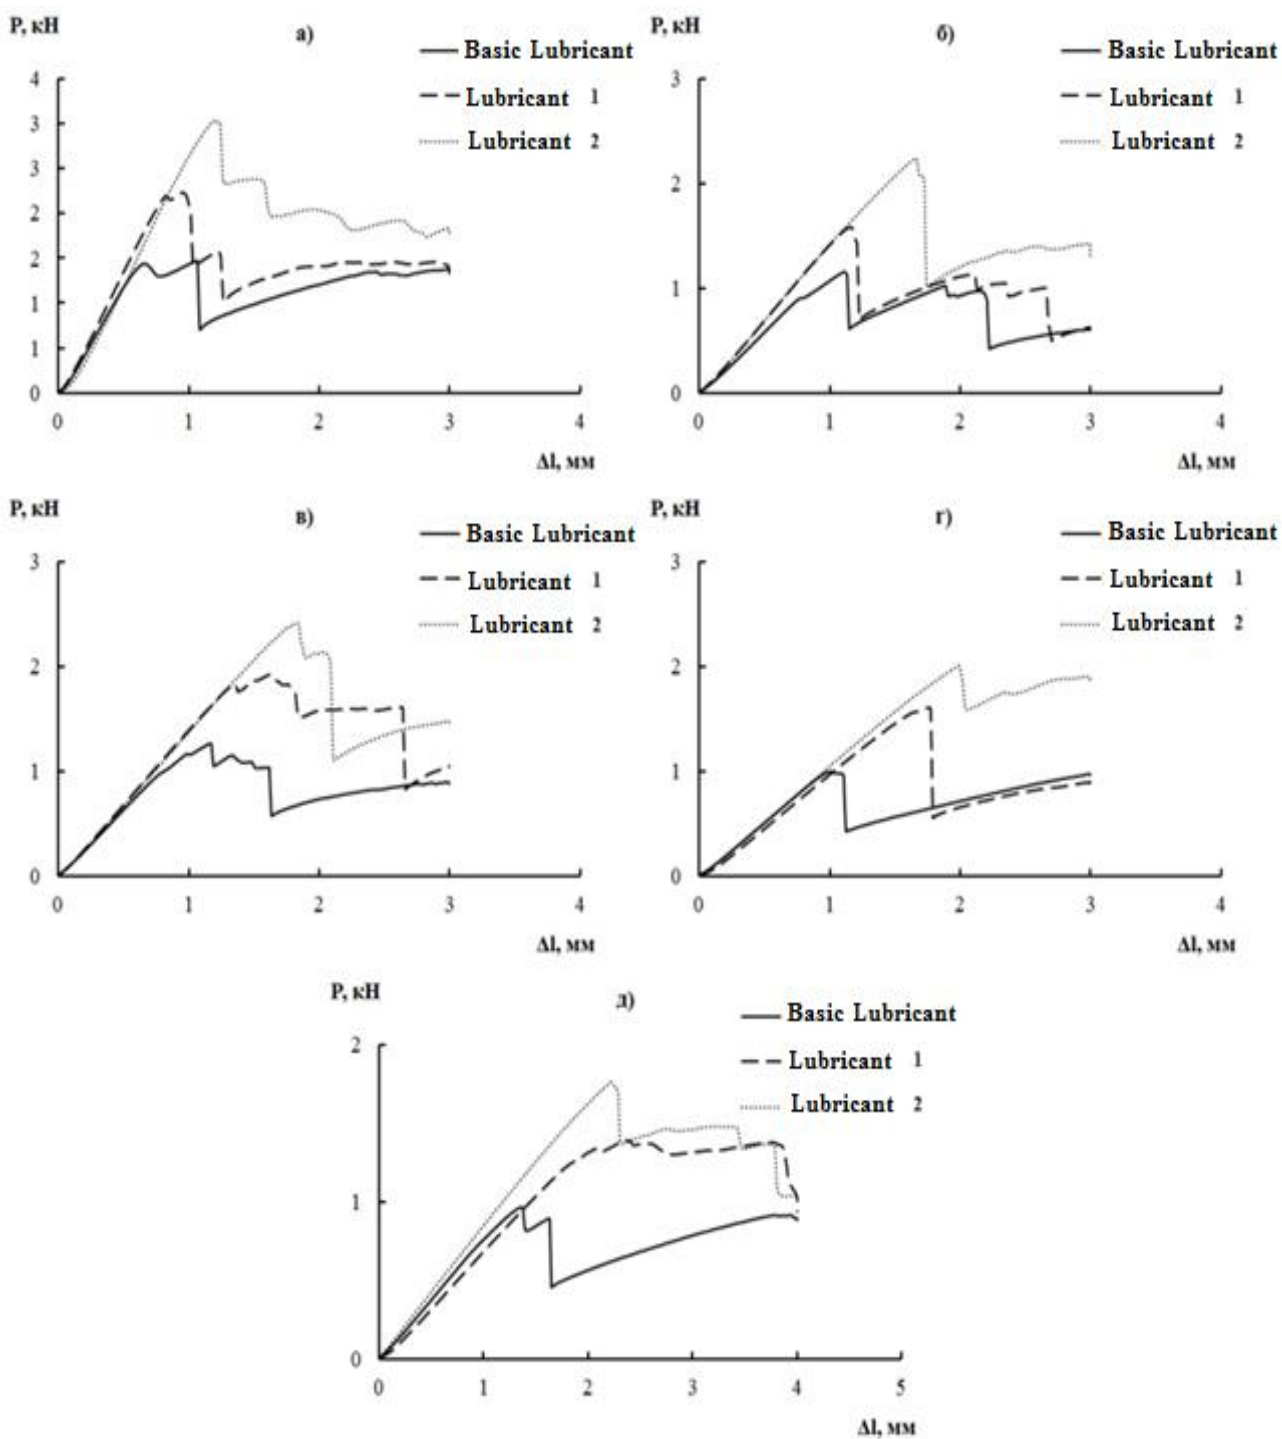 P, кН
а)
Basic Lubricant
Lubricant 1
Lubricant 2
4
3
3
2
2
1
1
0
0 1 2 3 4
Δl, мм
P, кН
б)
Basic Lubricant
Lubricant 1
Lubricant 2
3
2
1
0
0 1 2 3 4
Δl, мм
P, кН
в)
Basic Lubricant
Lubricant 1
Lubricant 2
3
2
1
0
0 1 2 3 4
Δl, мм
P, кН
г)
Basic Lubricant
Lubricant 1
Lubricant 2
3
2
1
0
0 1 2 3 4
Δl, мм
P, кН
д)
Basic Lubricant
Lubricant 1
Lubricant 2
2
1
0
0 1 2 3 4 5
Δl, мм